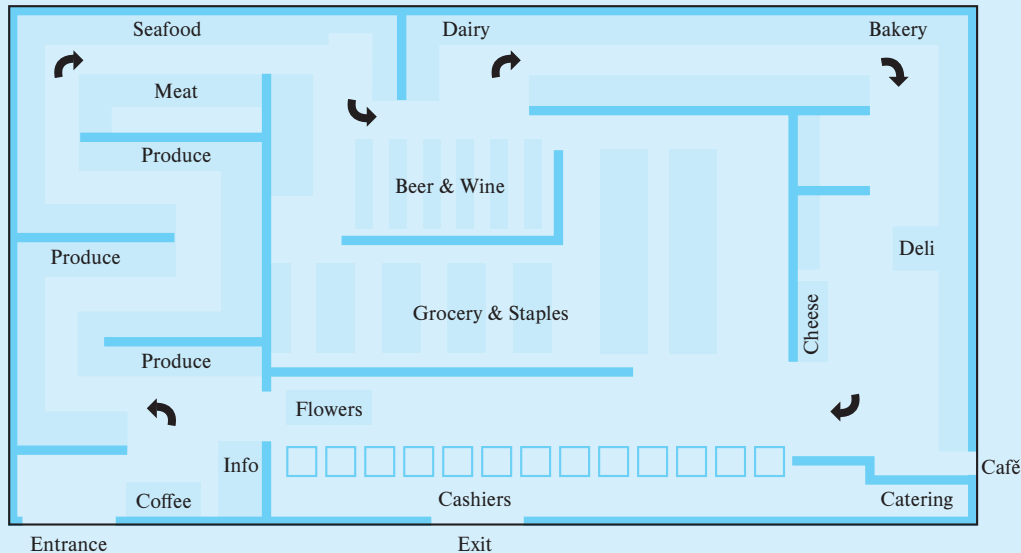 Seafood
Dairy
Bakery
Meat
Produce
Beer & Wine
Produce
Deli
Grocery & Staples
Cheese
Produce
Flowers
Info
Cafě
Coffee
Cashiers
Catering
Entrance
Exit